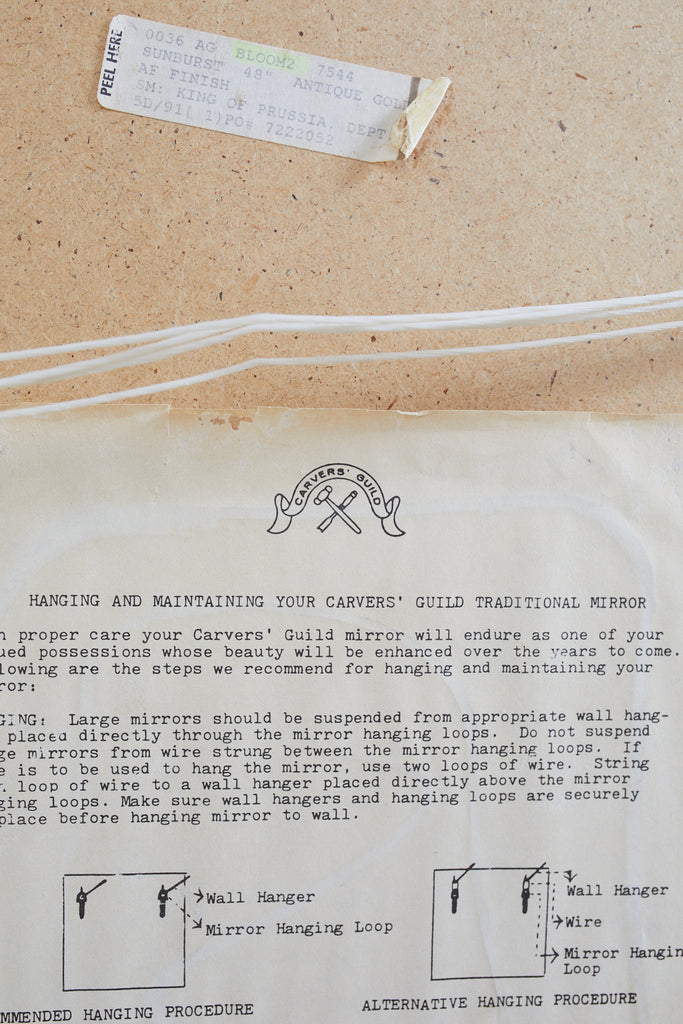 PEEL HERE
0036 AG BLOOM2 7544
SUNBURST 48" ANTIQUE GOL
AF FINISH
SM: KING OF PRUSSIA, DEPT
5D/91( 1)PO# 7222052
CARVERS' GUILD
HANGING AND MAINTAINING YOUR CARVERS' GUILD TRADITIONAL MIRROR
h proper care your Carvers' Guild mirror will endure as one of your
ued possessions whose beauty will be enhanced over the years to come.
lowing are the steps we recommend for hanging and maintaining your
ror:
GING: Large mirrors should be suspended from appropriate wall hang-
placed directly through the mirror hanging loops. Do not suspend
ge mirrors from wire strung between the mirror hanging loops. If
e is to be used to hang the mirror, use two loops of wire. String
loop of wire to a wall hanger placed directly above the mirror
ging loops. Make sure wall hangers and hanging loops are securely
place before hanging mirror to wall.
Wall Hanger
Mirror Hanging Loop
MMENDED HANGING PROCEDURE
Wall Hanger
Wire
Mirror Hangin
Loop
ALTERNATIVE HANGING PROCEDURE